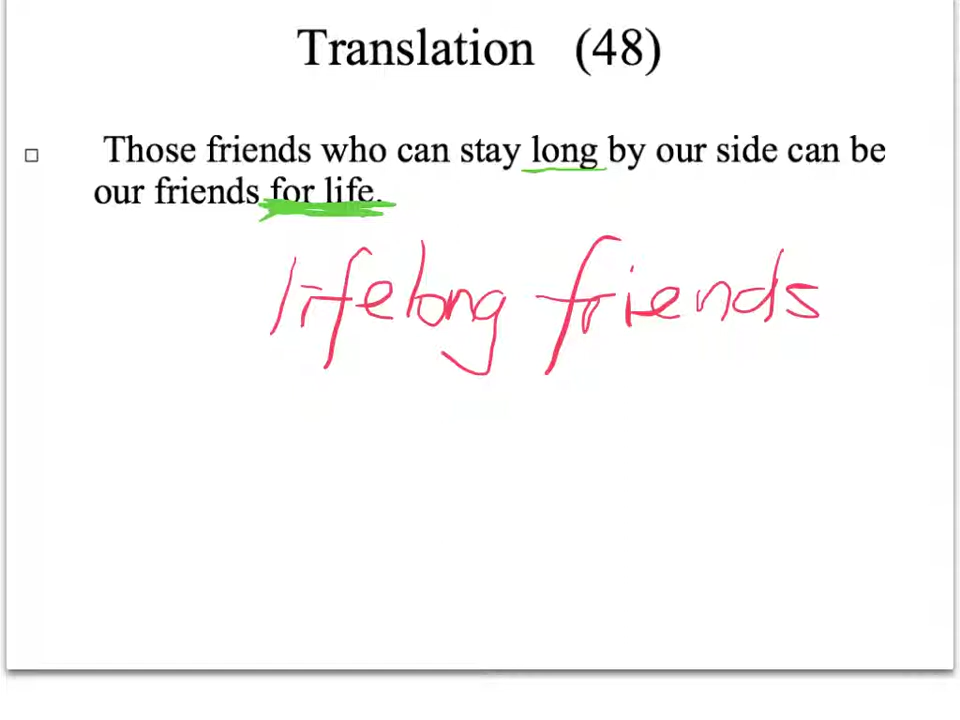 Translation (48)
Those friends who can stay long by our side can be
our friends for life.
lifelong friends